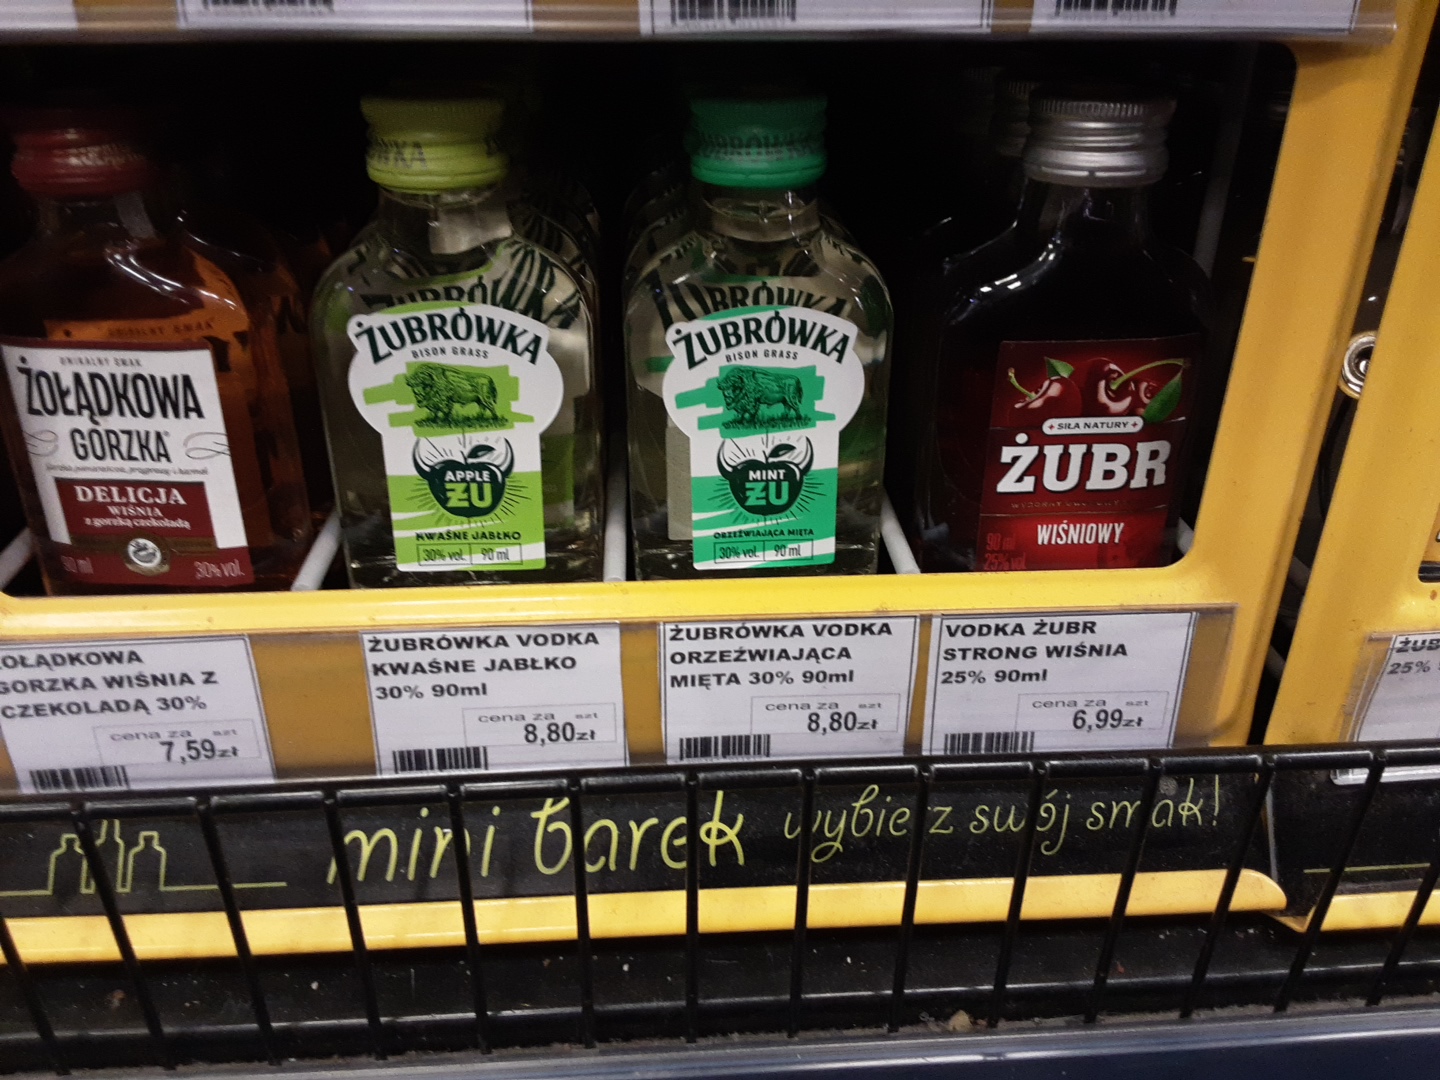 UNIKALNY SMAK
ŻOŁĄDKOWA
GORZKA
DELICJA
WIŚNIA
z gorzką czekoladą
90 ml
30% vol.
ŻUBRÓWKA
BISON GRASS
APPLE
ŻU
KWAŚNE JABŁKO
30% vol. 90 ml
ŻUBRÓWKA
ŻUBRÓWKA
BISON GRASS
MINT
ŻU
ORZEŹWIAJĄCA MIĘTA
30% vol. 90 ml
+ SIŁA NATURY +
ŻUBR
WIŚNIOWY
90 ml
25% vol.
OŁĄDKOWA
GORZKA WIŚNIA Z
CZEKOLADĄ 30%
cena za szt
7,59zł
ŻUBRÓWKA VODKA
KWAŚNE JABŁKO
30% 90ml
cena za szt
8,80zł
ŻUBRÓWKA VODKA
ORZEŹWIAJĄCA
MIĘTA 30% 90ml
cena za szt
8,80zł
VODKA ŻUBR
STRONG WIŚNIA
25% 90ml
cena za szt
6,99zł
ŻUB
25%
mini barek wybierz swój smak!